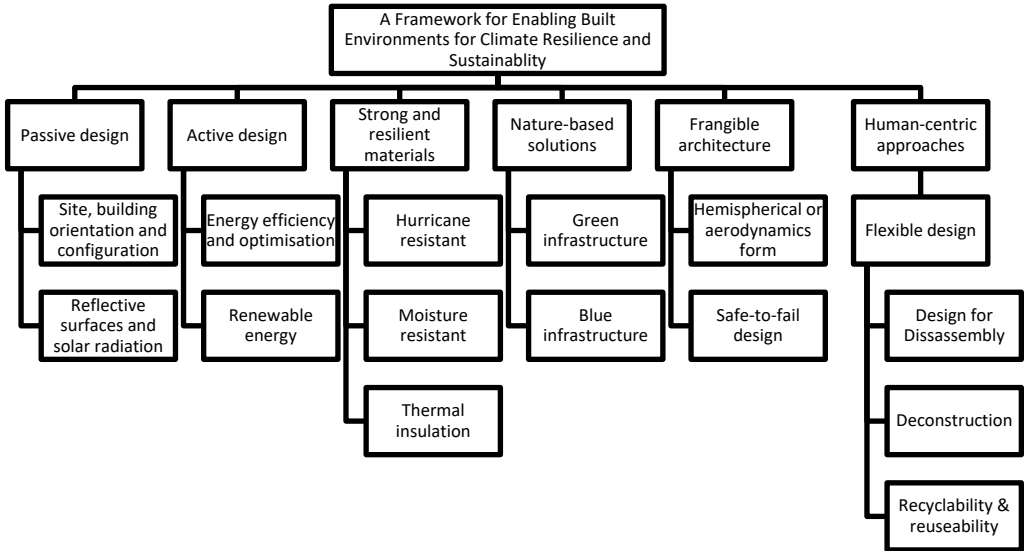 A Framework for Enabling Built
Environments for Climate Resilience and
Sustainablity
Passive design
Active design
Strong and
resilient
materials
Nature-based
solutions
Frangible
architecture
Human-centric
approaches
Site, building
orientation and
configuration
Energy efficiency
and optimisation
Hurricane
resistant
Green
infrastructure
Hemispherical or
aerodynamics
form
Flexible design
Reflective
surfaces and
solar radiation
Renewable
energy
Moisture
resistant
Blue
infrastructure
Safe-to-fail
design
Design for
Disassembly
Thermal
insulation
Deconstruction
Recyclability &
reuseability